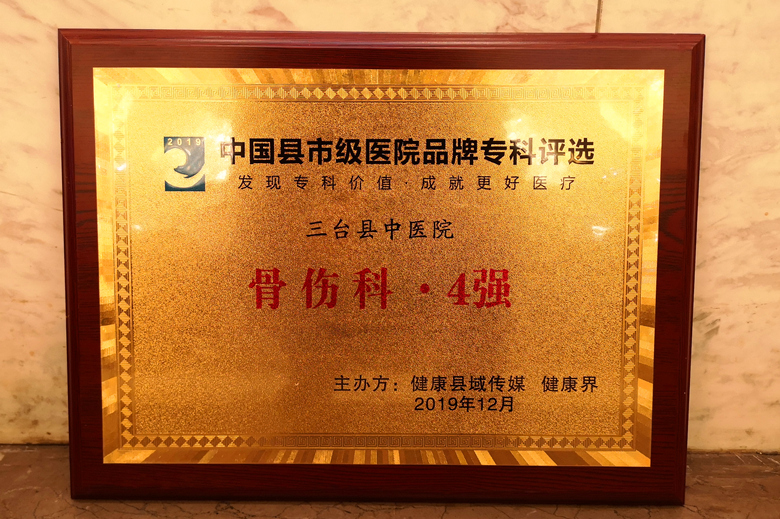 2019
中国县市级医院品牌专科评选
发现专科价值·成就更好医疗
三台县中医院
骨伤科·4强
主办方：健康县域传媒 健康界
2019年12月